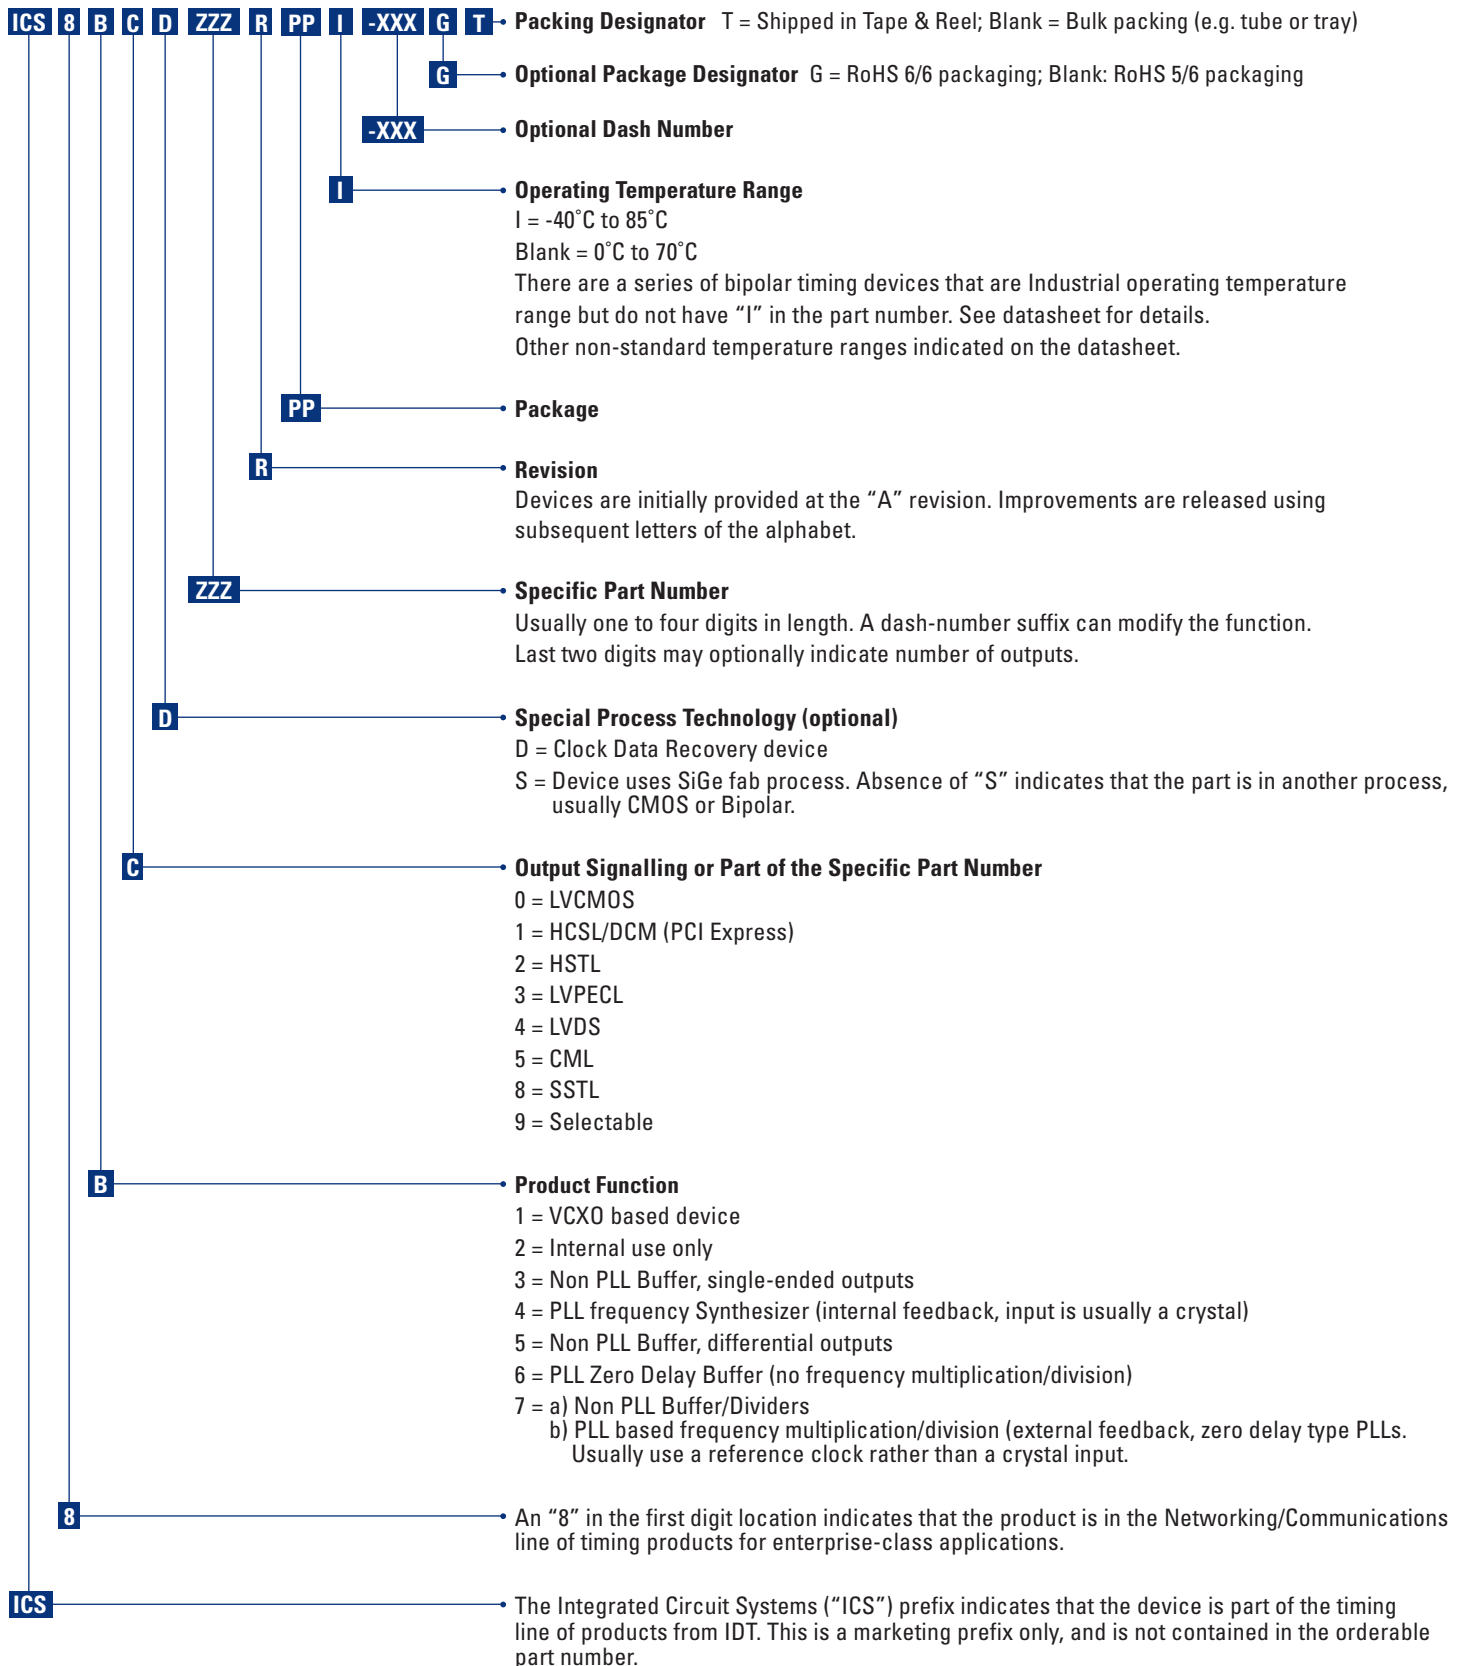 ICS 8 B C D ZZZ R PP I -XXX G T Packing Designator T = Shipped in Tape & Reel; Blank = Bulk packing (e.g. tube or tray)
G Optional Package Designator G = RoHS 6/6 packaging; Blank: RoHS 5/6 packaging
-XXX Optional Dash Number
I Operating Temperature Range
I = -40˚C to 85˚C
Blank = 0˚C to 70˚C
There are a series of bipolar timing devices that are Industrial operating temperature
range but do not have “I” in the part number. See datasheet for details.
Other non-standard temperature ranges indicated on the datasheet.
PP Package
R Revision
Devices are initially provided at the “A” revision. Improvements are released using
subsequent letters of the alphabet.
ZZZ Specific Part Number
Usually one to four digits in length. A dash-number suffix can modify the function.
Last two digits may optionally indicate number of outputs.
D Special Process Technology (optional)
D = Clock Data Recovery device
S = Device uses SiGe fab process. Absence of “S” indicates that the part is in another process,
usually CMOS or Bipolar.
C Output Signalling or Part of the Specific Part Number
0 = LVCMOS
1 = HCSL/DCM (PCI Express)
2 = HSTL
3 = LVPECL
4 = LVDS
5 = CML
8 = SSTL
9 = Selectable
B Product Function
1 = VCXO based device
2 = Internal use only
3 = Non PLL Buffer, single-ended outputs
4 = PLL frequency Synthesizer (internal feedback, input is usually a crystal)
5 = Non PLL Buffer, differential outputs
6 = PLL Zero Delay Buffer (no frequency multiplication/division)
7 = a) Non PLL Buffer/Dividers
b) PLL based frequency multiplication/division (external feedback, zero delay type PLLs.
Usually use a reference clock rather than a crystal input.
8 An “8” in the first digit location indicates that the product is in the Networking/Communications
line of timing products for enterprise-class applications.
ICS The Integrated Circuit Systems (“ICS”) prefix indicates that the device is part of the timing
line of products from IDT. This is a marketing prefix only, and is not contained in the orderable
part number.